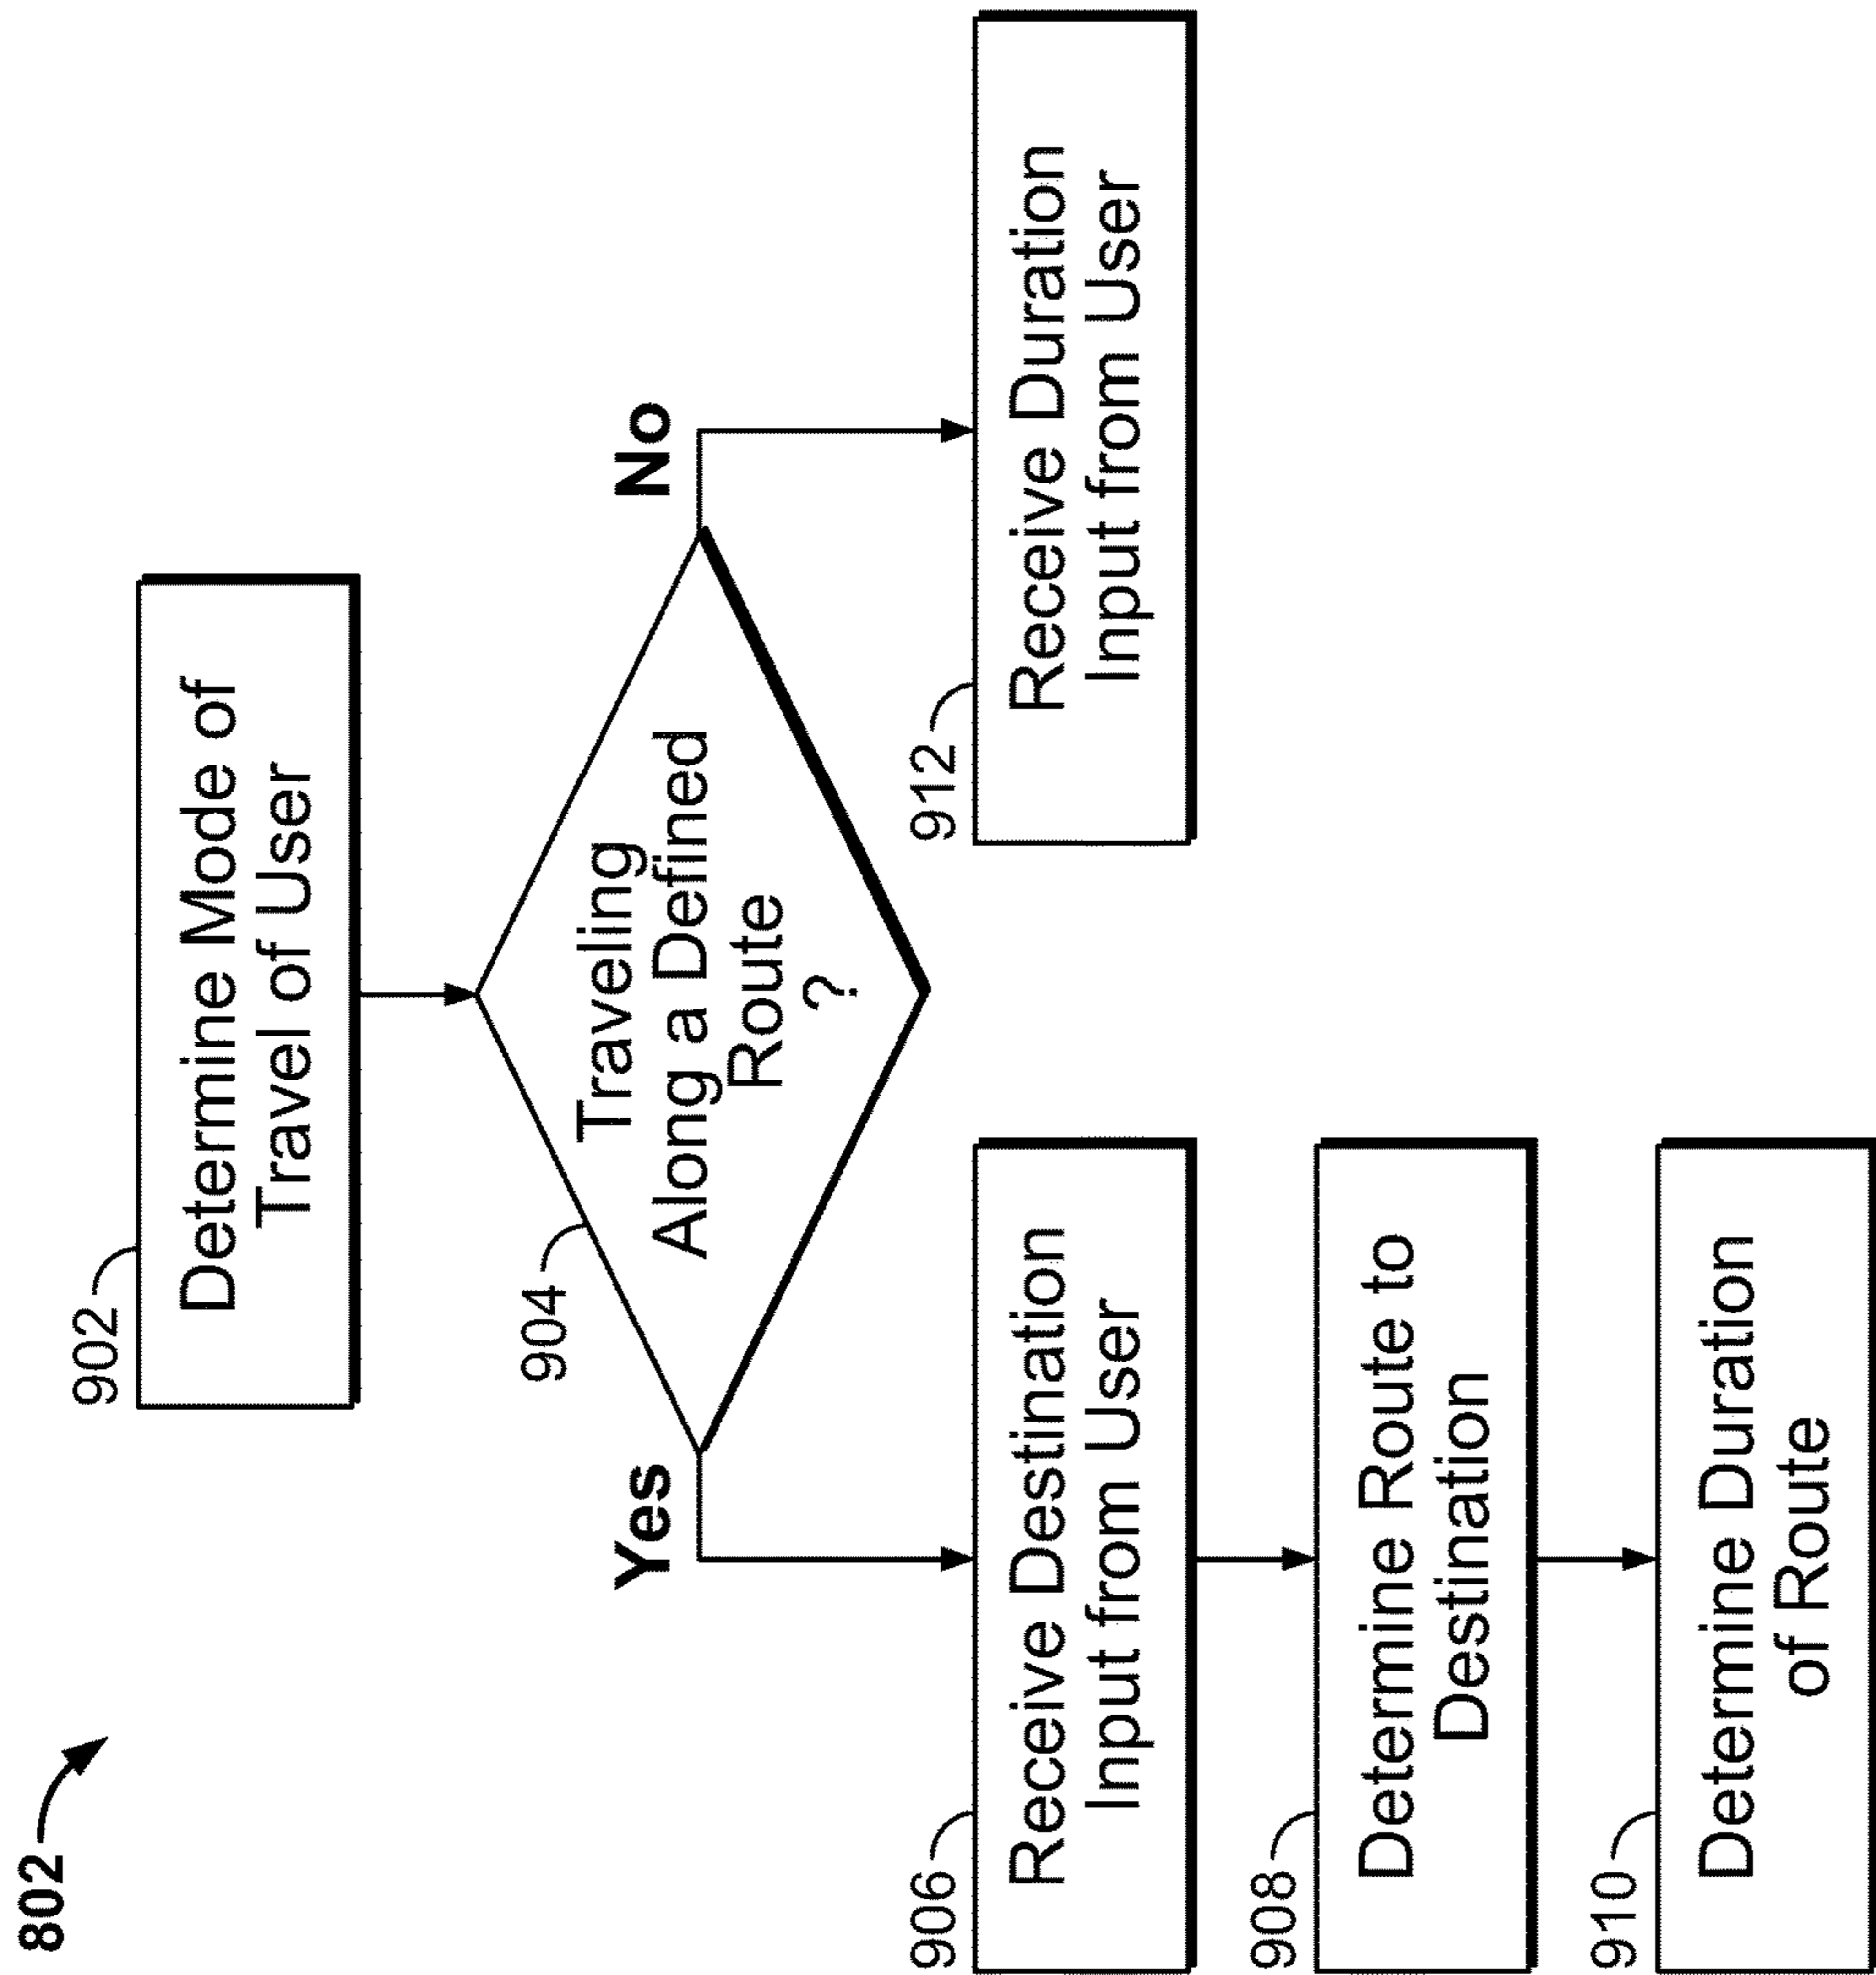 802
902
Determine Mode of
Travel of User
904
Traveling
Along a Defined
Route
?
Yes
No
906
Receive Destination
Input from User
912
Receive Duration
Input from User
908
Determine Route to
Destination
910
Determine Duration
of Route